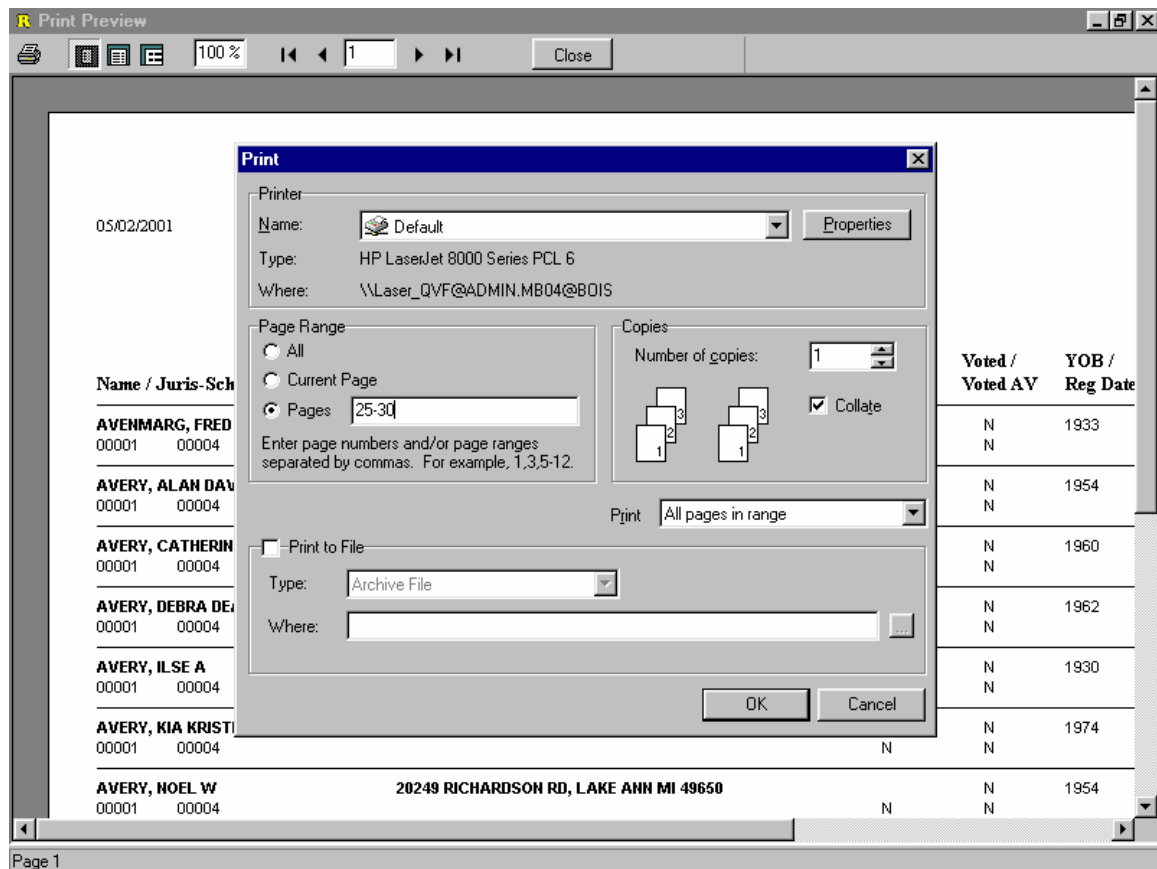 Print Preview
100 % 1 Close
05/02/2001
Print
Printer
Name: Default Properties
Type: HP LaserJet 8000 Series PCL 6
Where: \\Laser_QVF@ADMIN.MB04@BOIS
Page Range
All
Current Page
Pages 25-30
Enter page numbers and/or page ranges
separated by commas. For example, 1,3,5-12.
Copies
Number of copies: 1
1 2 3 1 2 3
Collate
Print All pages in range
Print to File
Type: Archive File
Where: ...
OK Cancel
Voted / YOB /
Name / Juris-Sch Voted AV Reg Date
AVENMARG, FRED N 1933
00001 00004 N
AVERY, ALAN DAV N 1954
00001 00004 N
AVERY, CATHERIN N 1960
00001 00004 N
AVERY, DEBRA DE N 1962
00001 00004 N
AVERY, ILSE A N 1930
00001 00004 N
AVERY, KIA KRISTI N 1974
00001 00004 N N
AVERY, NOEL W 20249 RICHARDSON RD, LAKE ANN MI 49650 N 1954
00001 00004 N N
Page 1